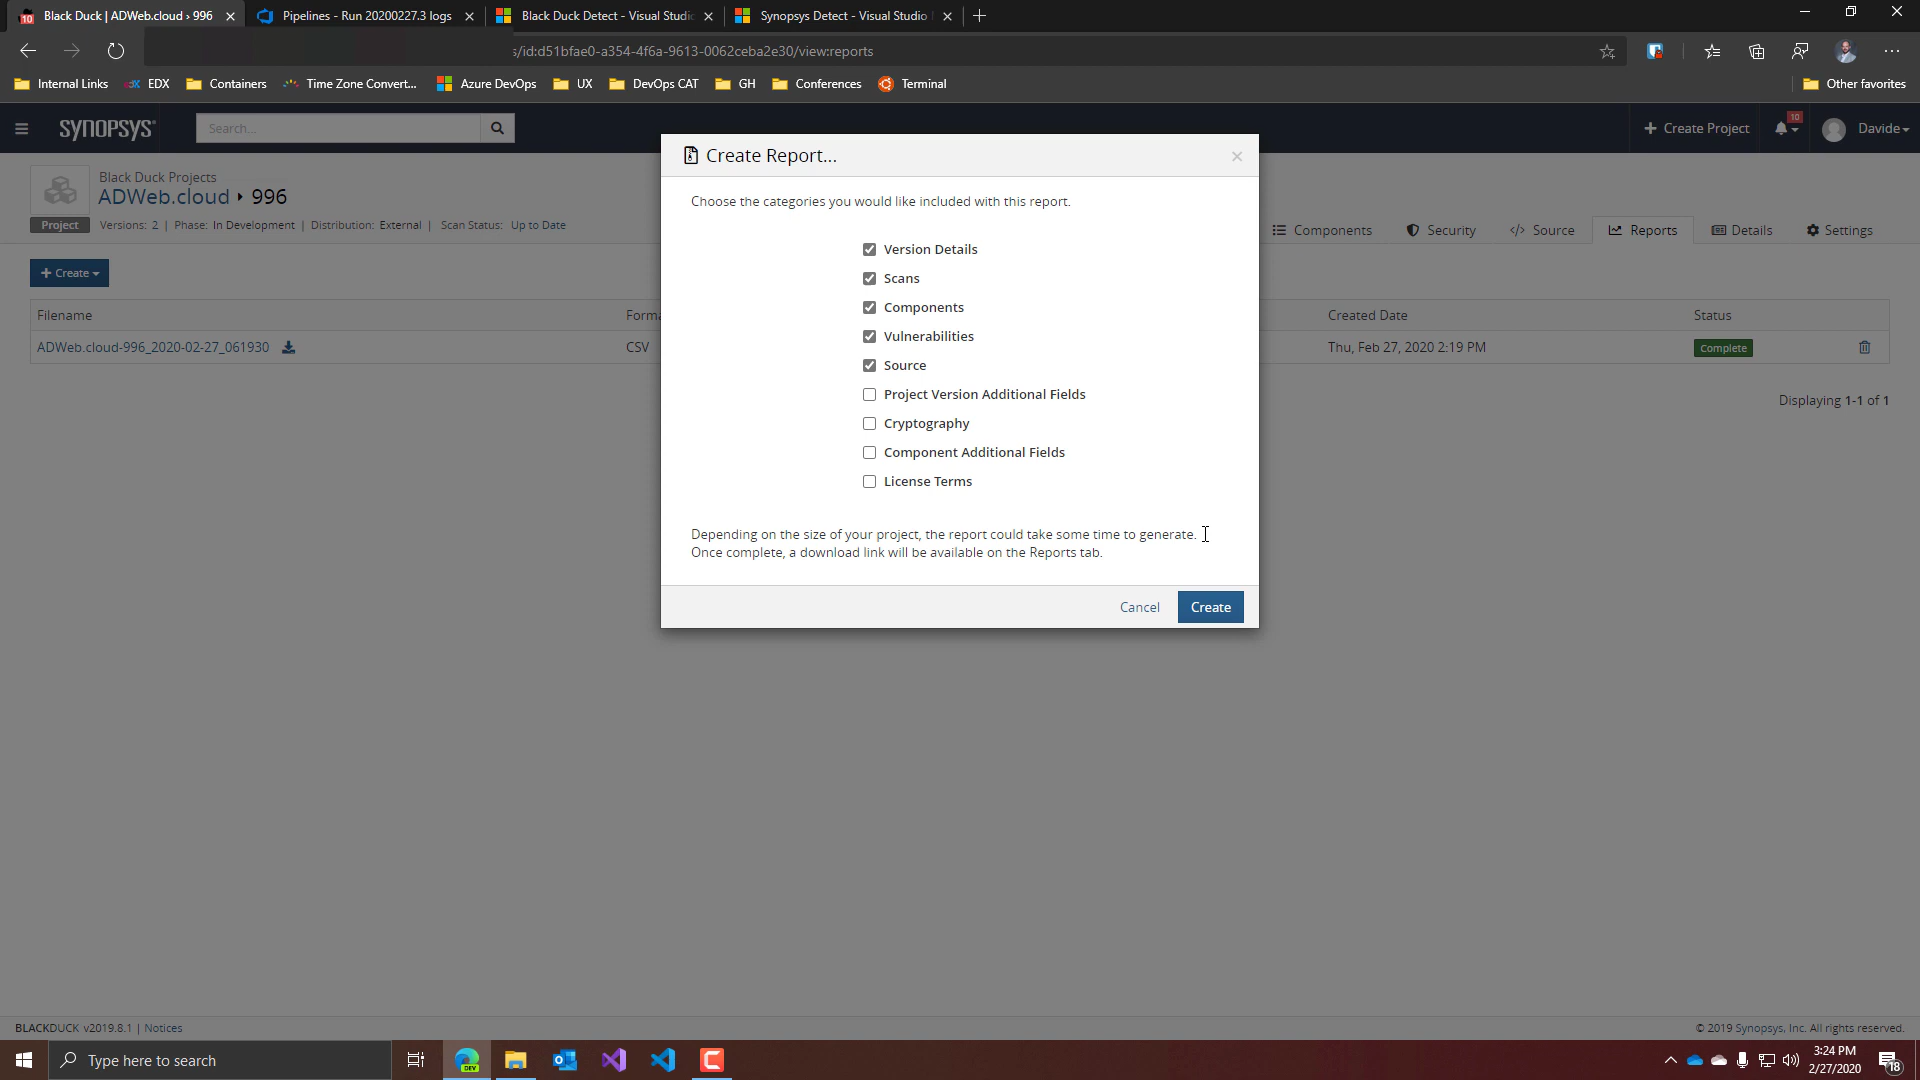 Black Duck | ADWeb.cloud › 996
Pipelines - Run 20200227.3 logs
Black Duck Detect - Visual Studi
Synopsys Detect - Visual Studio
s/id:d51bfae0-a354-4f6a-9613-0062ceba2e30/view:reports
Internal Links
EDX
Containers
Time Zone Convert...
Azure DevOps
UX
DevOps CAT
GH
Conferences
Terminal
Other favorites
SYNOPSYS
Search...
Create Project
10
Davide
Black Duck Projects
ADWeb.cloud ▸ 996
Project
Versions: 2 | Phase: In Development | Distribution: External | Scan Status: Up to Date
Components
Security
Source
Reports
Details
Settings
+ Create
Filename
Forma
Created Date
Status
ADWeb.cloud-996_2020-02-27_061930
CSV
Thu, Feb 27, 2020 2:19 PM
Complete
Displaying 1-1 of 1
Create Report...
Choose the categories you would like included with this report.
Version Details
Scans
Components
Vulnerabilities
Source
Project Version Additional Fields
Cryptography
Component Additional Fields
License Terms
Depending on the size of your project, the report could take some time to generate.
Once complete, a download link will be available on the Reports tab.
Cancel
Create
BLACKDUCK v2019.8.1 | Notices
© 2019 Synopsys, Inc. All rights reserved.
Type here to search
DEV
3:24 PM
2/27/2020
18